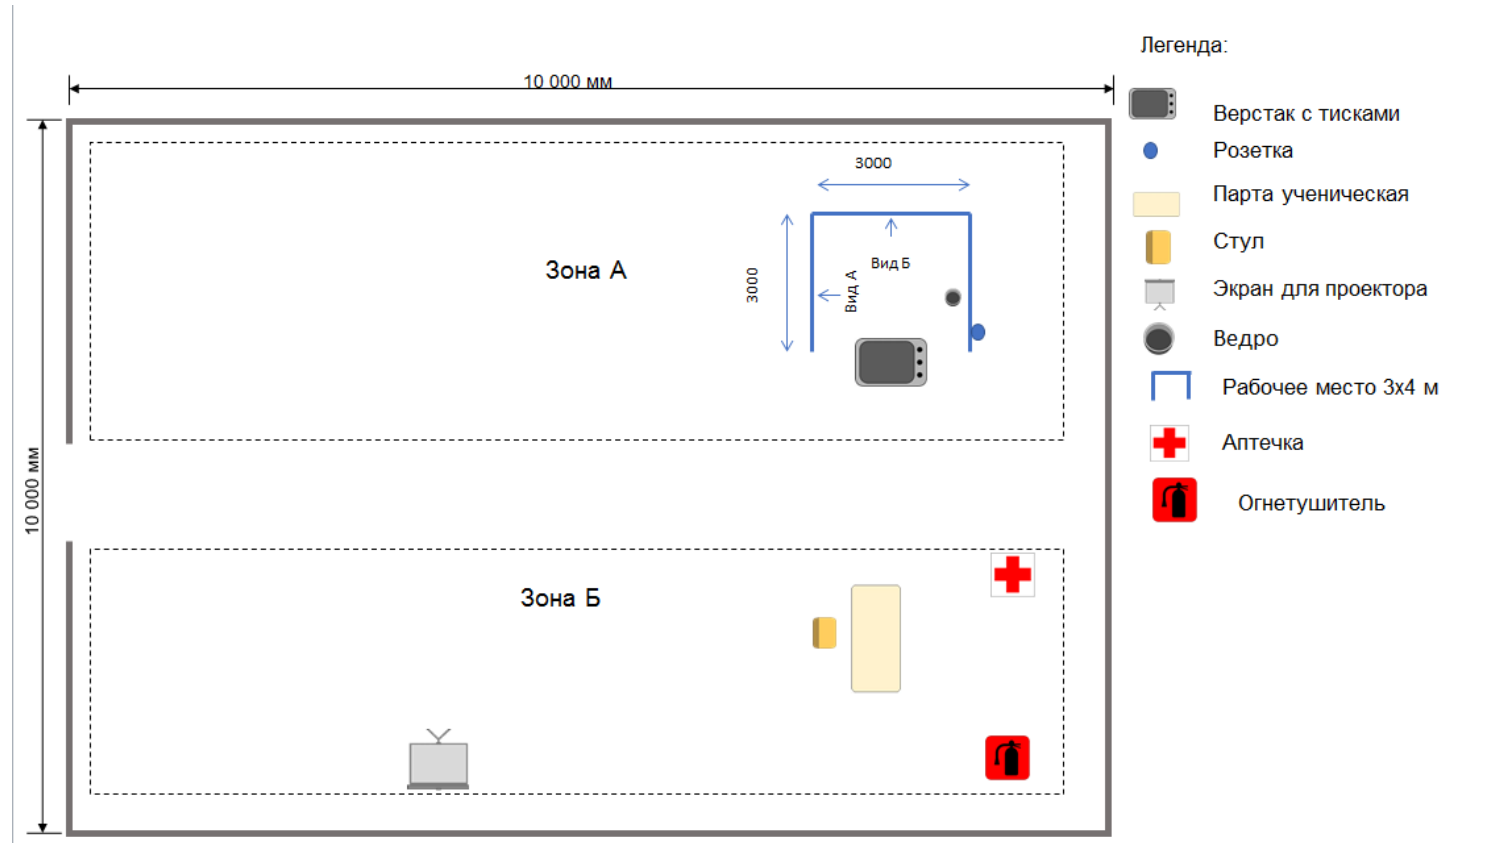 Легенда:
10 000 мм
Верстак с тисками
Розетка
3000
Парта ученическая
Стул
Зона А
Вид Б
3000
Вид А
Экран для проектора
Ведро
Рабочее место 3х4 м
Аптечка
10 000 мм
Огнетушитель
Зона Б